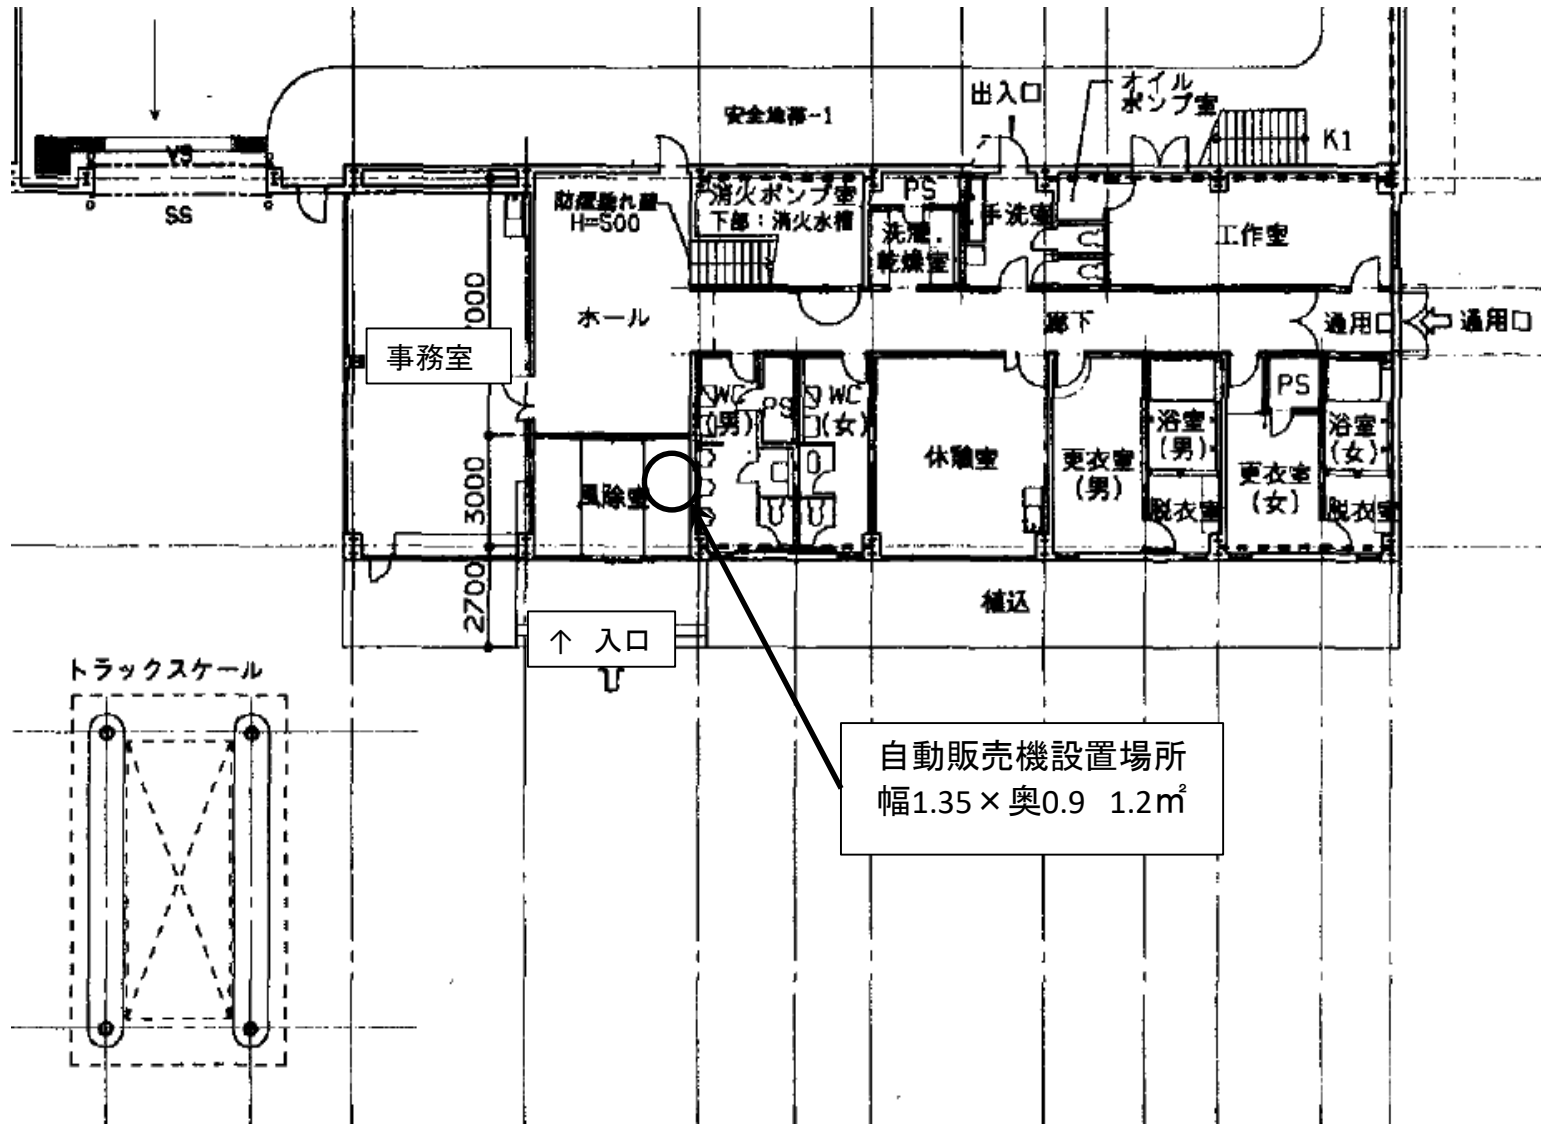 オイル
ポンプ室
出入口
安全地帯-1
K1
VS
SS
防煙垂れ壁
H=500
消火ポンプ室
下部：消火水槽
PS
手洗室
洗濯・
乾燥室
工作室
7000
ホール
廊下
通用口
通用口
事務室
WC
(男)
PS
WC
(女)
休憩室
更衣室
(男)
浴室
(男)
脱衣室
PS
更衣室
(女)
浴室
(女)
脱衣室
3000
風除室
2700
植込
↑ 入口
トラックスケール
自動販売機設置場所
幅1.35×奥0.9 1.2㎡